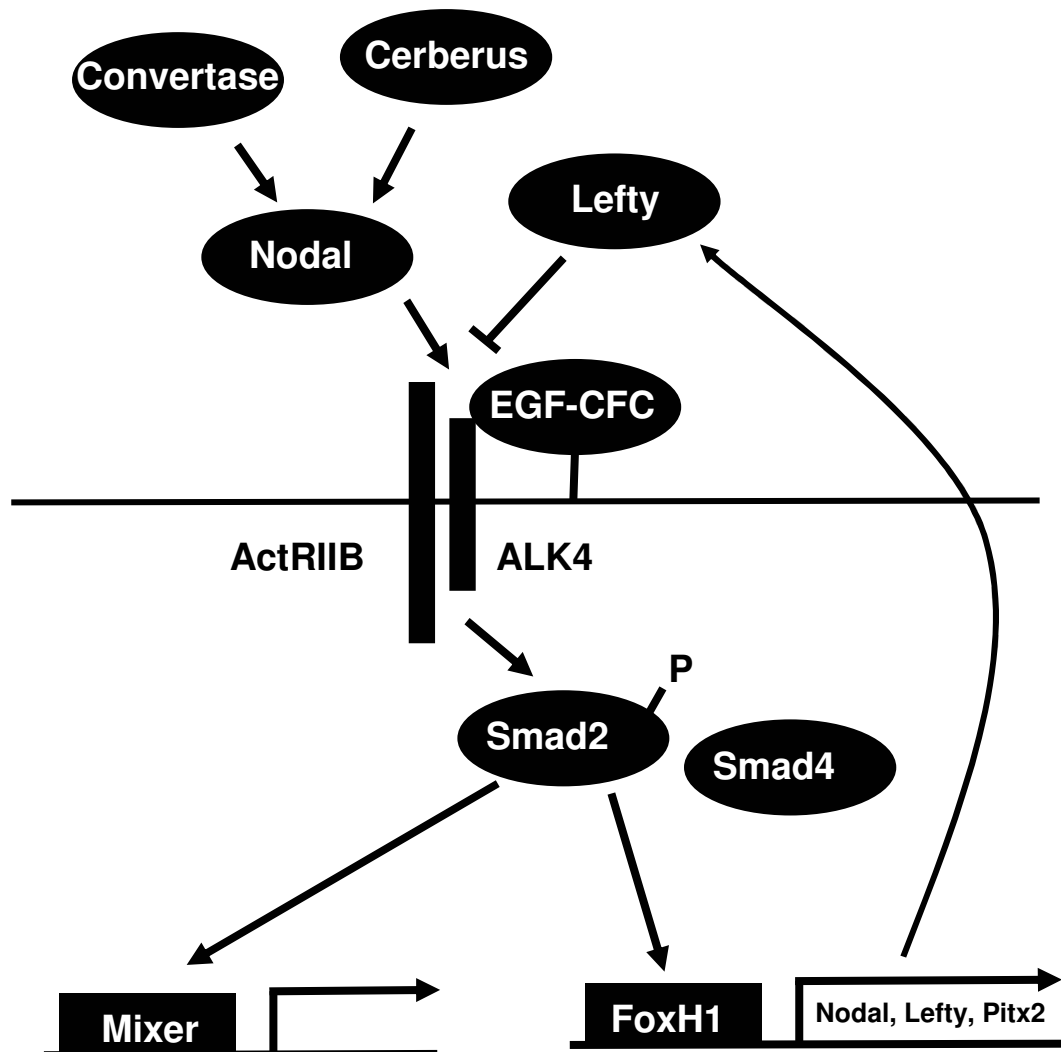 Convertase
Cerberus
Lefty
Nodal
EGF-CFC
ActRIIB
ALK4
P
Smad2
Smad4
Mixer
FoxH1
Nodal, Lefty, Pitx2